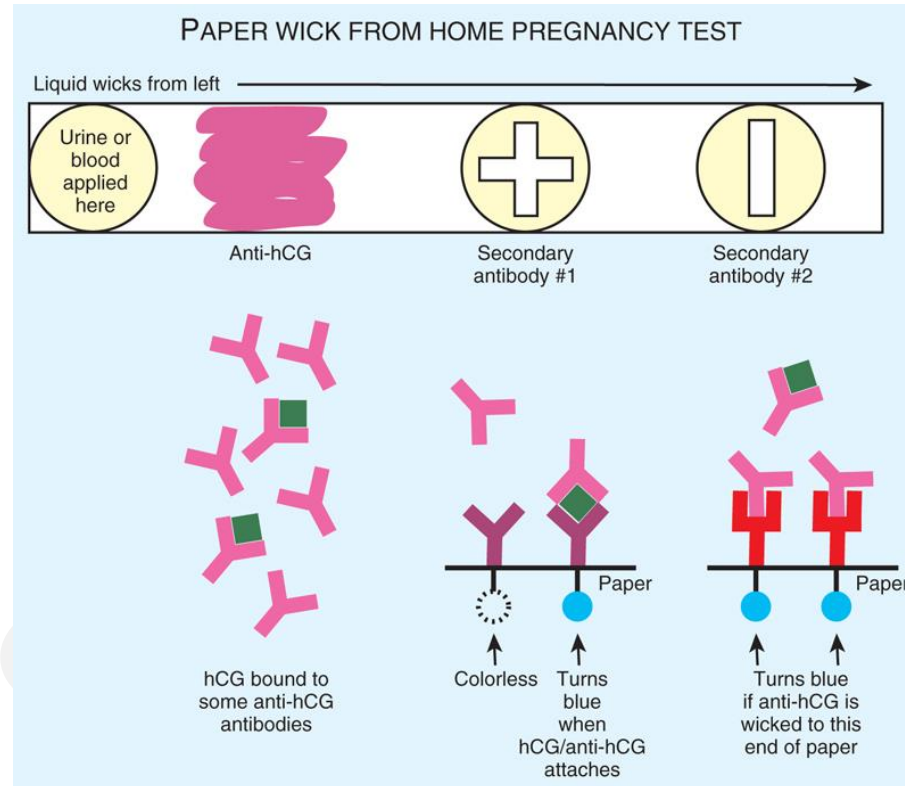 PAPER WICK FROM HOME PREGNANCY TEST
Liquid wicks from left
Urine or
blood
applied
here
Anti-hCG
Secondary
antibody #1
Secondary
antibody #2
Paper
Paper
hCG bound to
some anti-hCG
antibodies
Colorless
Turns
blue
when
hCG/anti-hCG
attaches
Turns blue
if anti-hCG is
wicked to this
end of paper